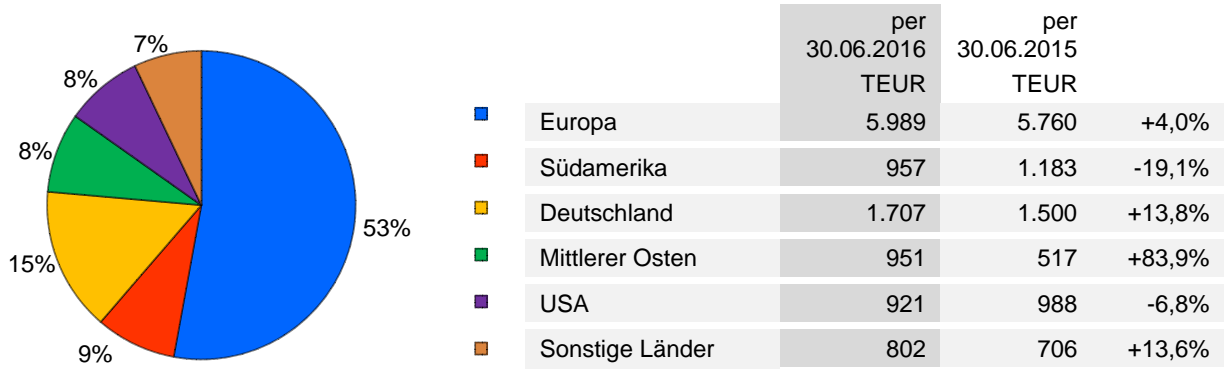 7%
8%
8%
15%
9%
53%
per per
30.06.2016 30.06.2015
TEUR TEUR
Europa 5.989 5.760 +4,0%
Südamerika 957 1.183 -19,1%
Deutschland 1.707 1.500 +13,8%
Mittlerer Osten 951 517 +83,9%
USA 921 988 -6,8%
Sonstige Länder 802 706 +13,6%